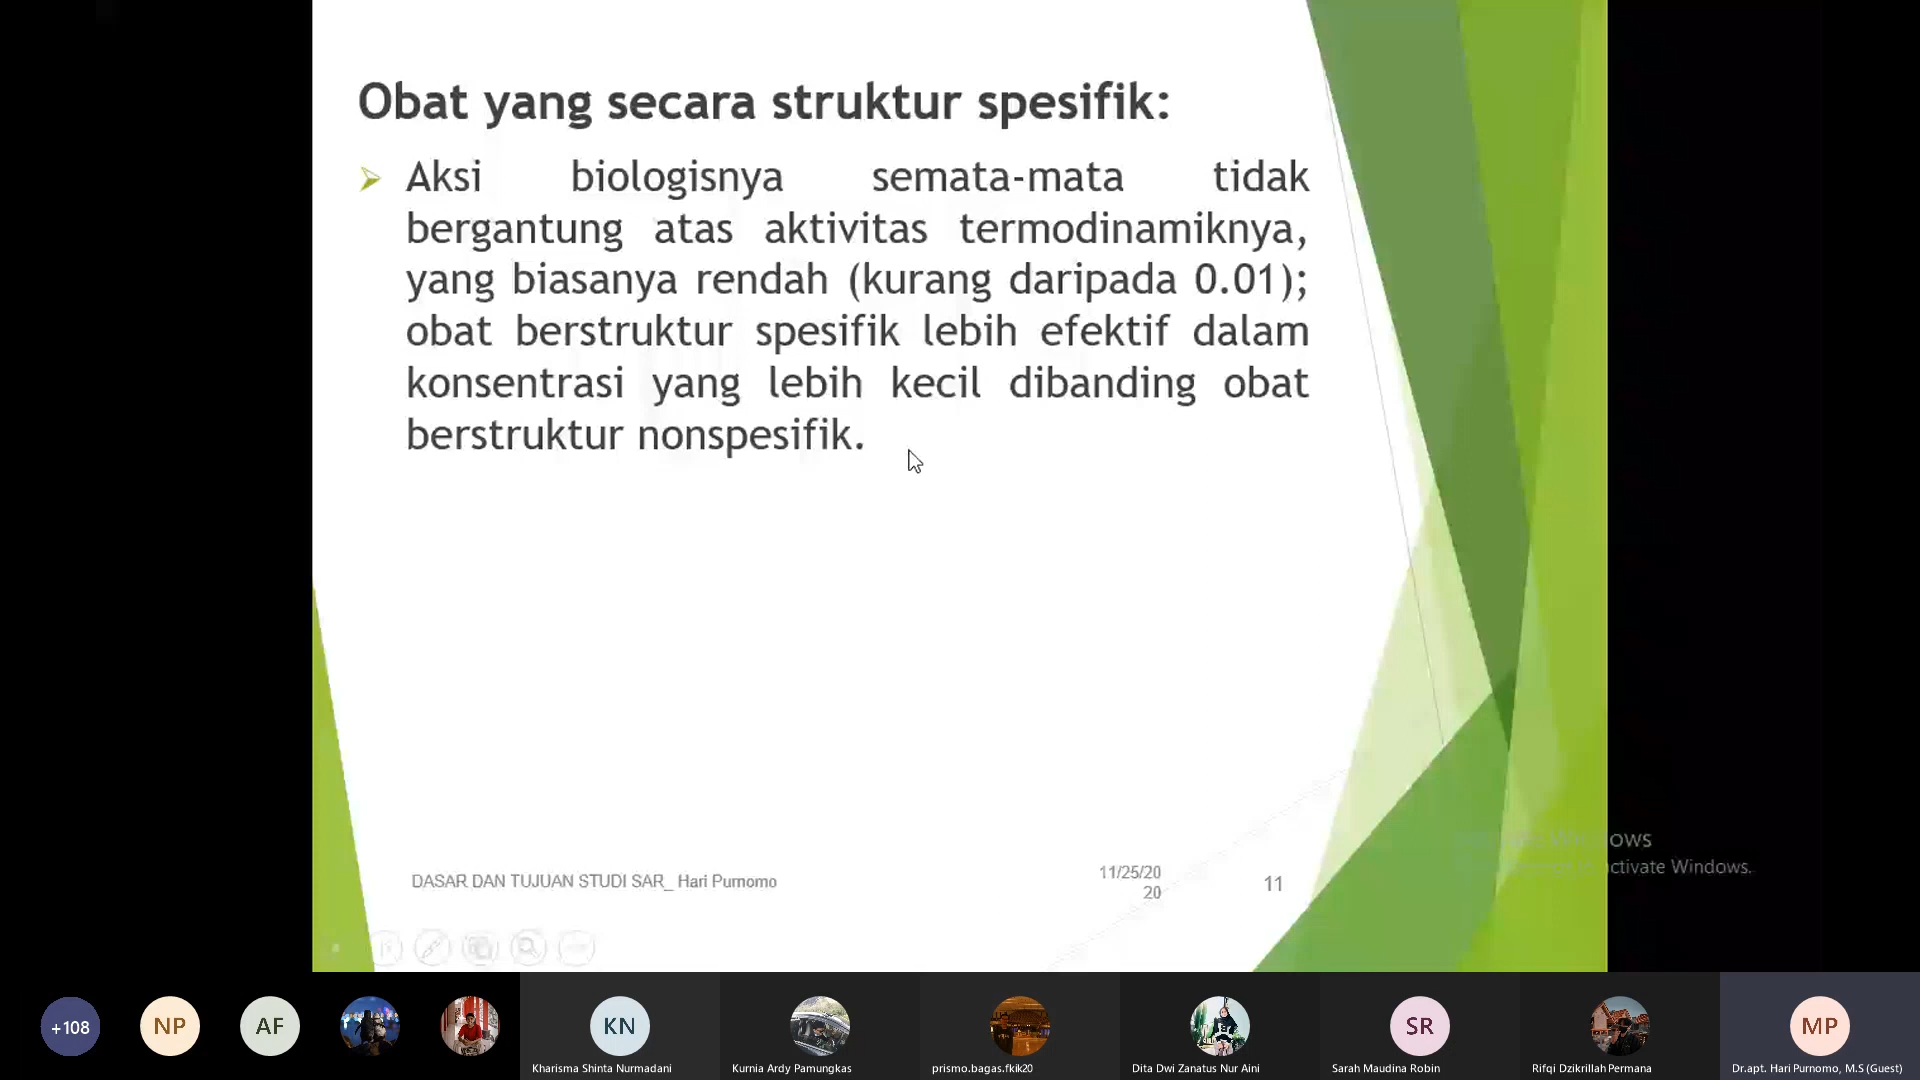 Obat yang secara struktur spesifik:
Aksi biologisnya semata-mata tidak
bergantung atas aktivitas termodinamiknya,
yang biasanya rendah (kurang daripada 0.01);
obat berstruktur spesifik lebih efektif dalam
konsentrasi yang lebih kecil dibanding obat
berstruktur nonspesifik.
DASAR DAN TUJUAN STUDI SAR_ Hari Purnomo
11/25/20
20
11
ctivate Windows.
+108
NP
AF
KN
SR
MP
Kharisma Shinta Nurmadani
Kurnia Ardy Pamungkas
prismo.bagas.fkik20
Dita Dwi Zanatus Nur Aini
Sarah Maudina Robin
Rifqi Dzikrillah Permana
Dr.apt. Hari Purnomo, M.S (Guest)